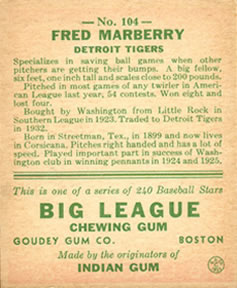 —No. 104—
FRED MARBERRY
DETROIT TIGERS
Specializes in saving ball games when
other pitchers are getting their bumps. A big fellow,
six feet, one inch tall and scales close to 200 pounds.
Pitched in most games of any twirler in Ameri-
can League last year, 54 contests. Won eight and
lost four.
Bought by Washington from Little Rock in
Southern League in 1923. Traded to Detroit Tigers
in 1932.
Born in Streetman, Tex., in 1899 and now lives
in Corsicana. Pitches right handed and has a lot of
speed. Played important part in success of Wash-
ington club in winning pennants in 1924 and 1925.
This is one of a series of 240 Baseball Stars
BIG LEAGUE
CHEWING GUM
GOUDEY GUM CO. BOSTON
Made by the originators of
INDIAN GUM